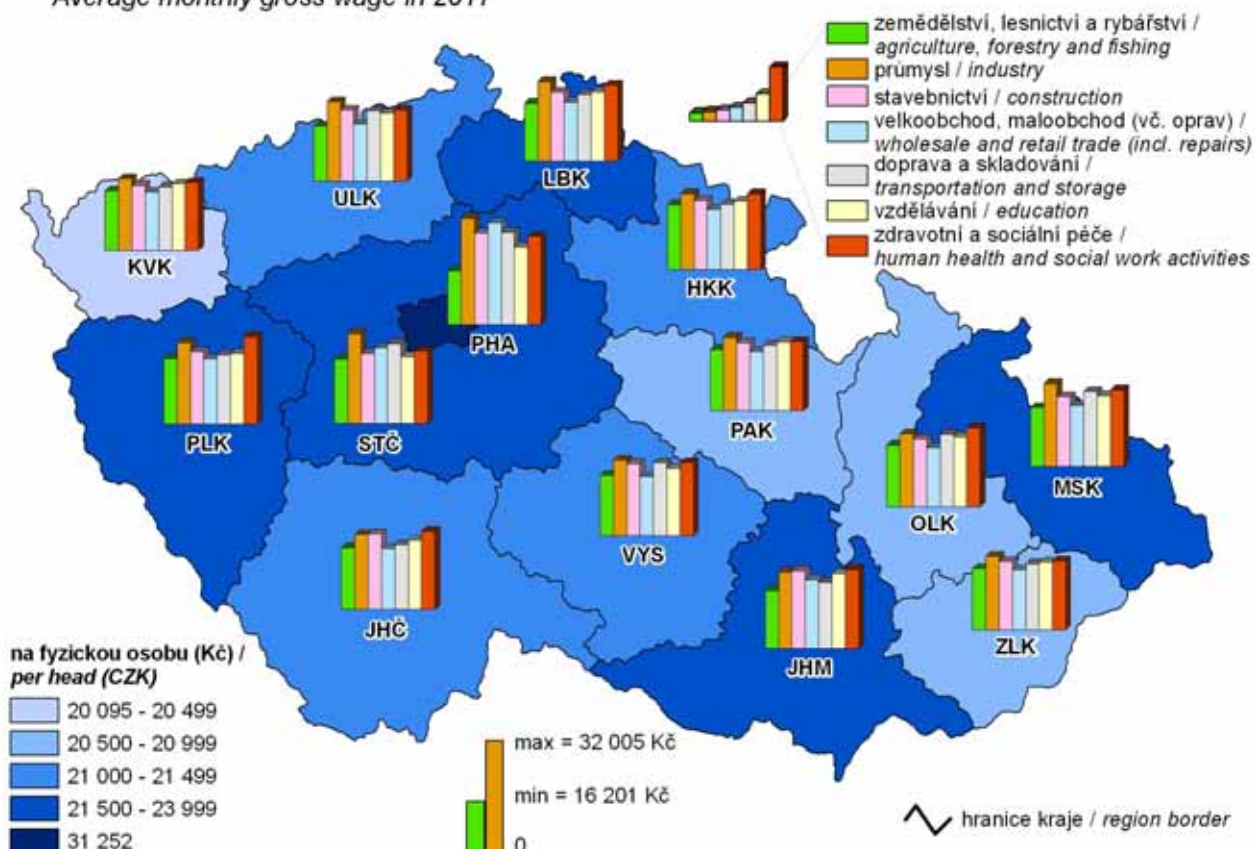 Average monthly gross wage in
zemědělství, lesnictví a rybářství /
agriculture, forestry and fishing
průmysl / industry
stavebnictví / construction
velkoobchod, maloobchod (vč. oprav) /
wholesale and retail trade (incl. repairs)
doprava a skladování /
transportation and storage
vzdělávání / education
zdravotní a sociální péče /
human health and social work activities
LBK
ULK
KVK
HKK
PHA
PLK
STČ
PAK
MSK
OLK
VYS
JHČ
ZLK
JHM
na fyzickou osobu (Kč) /
per head (CZK)
20 095 - 20 499
20 500 - 20 999
21 000 - 21 499
21 500 - 23 999
31 252
max = 32 005 Kč
min = 16 201 Kč
0
hranice kraje / region border